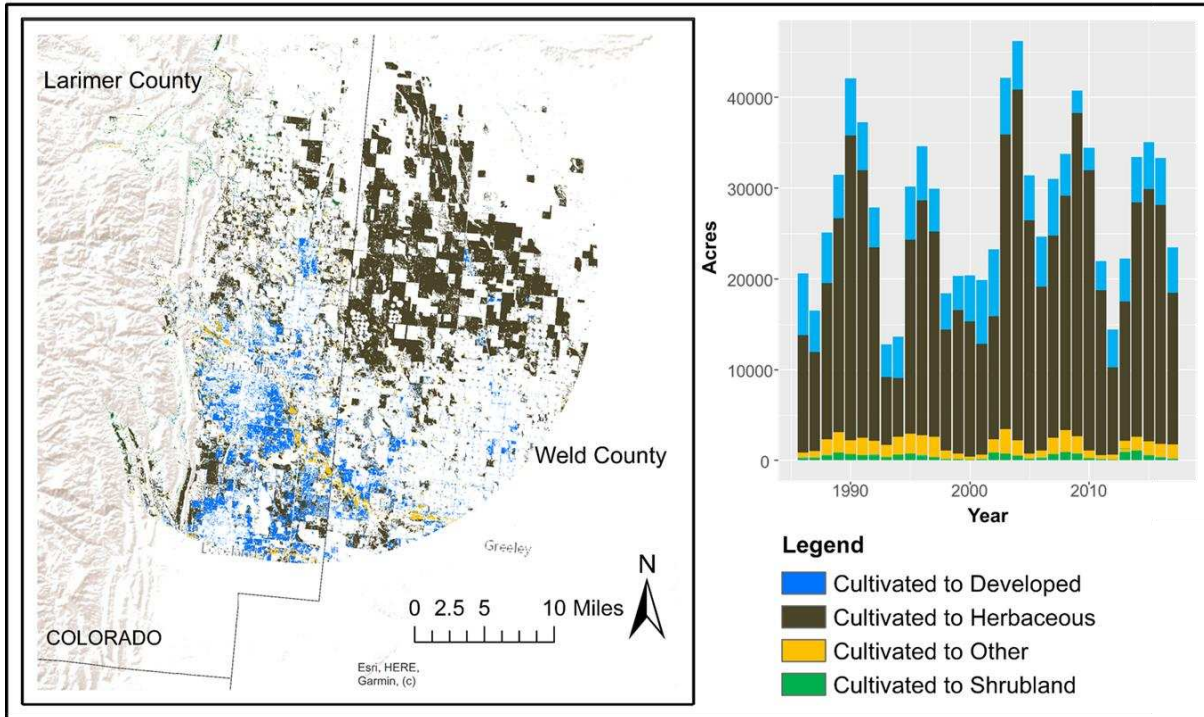 Larimer County
Weld County
Greeley
N
0 2.5 5 10 Miles
COLORADO
Esri, HERE,
Garmin, (c)
Acres
40000
30000
20000
10000
0
1990 2000 2010
Year
Legend
Cultivated to Developed
Cultivated to Herbaceous
Cultivated to Other
Cultivated to Shrubland